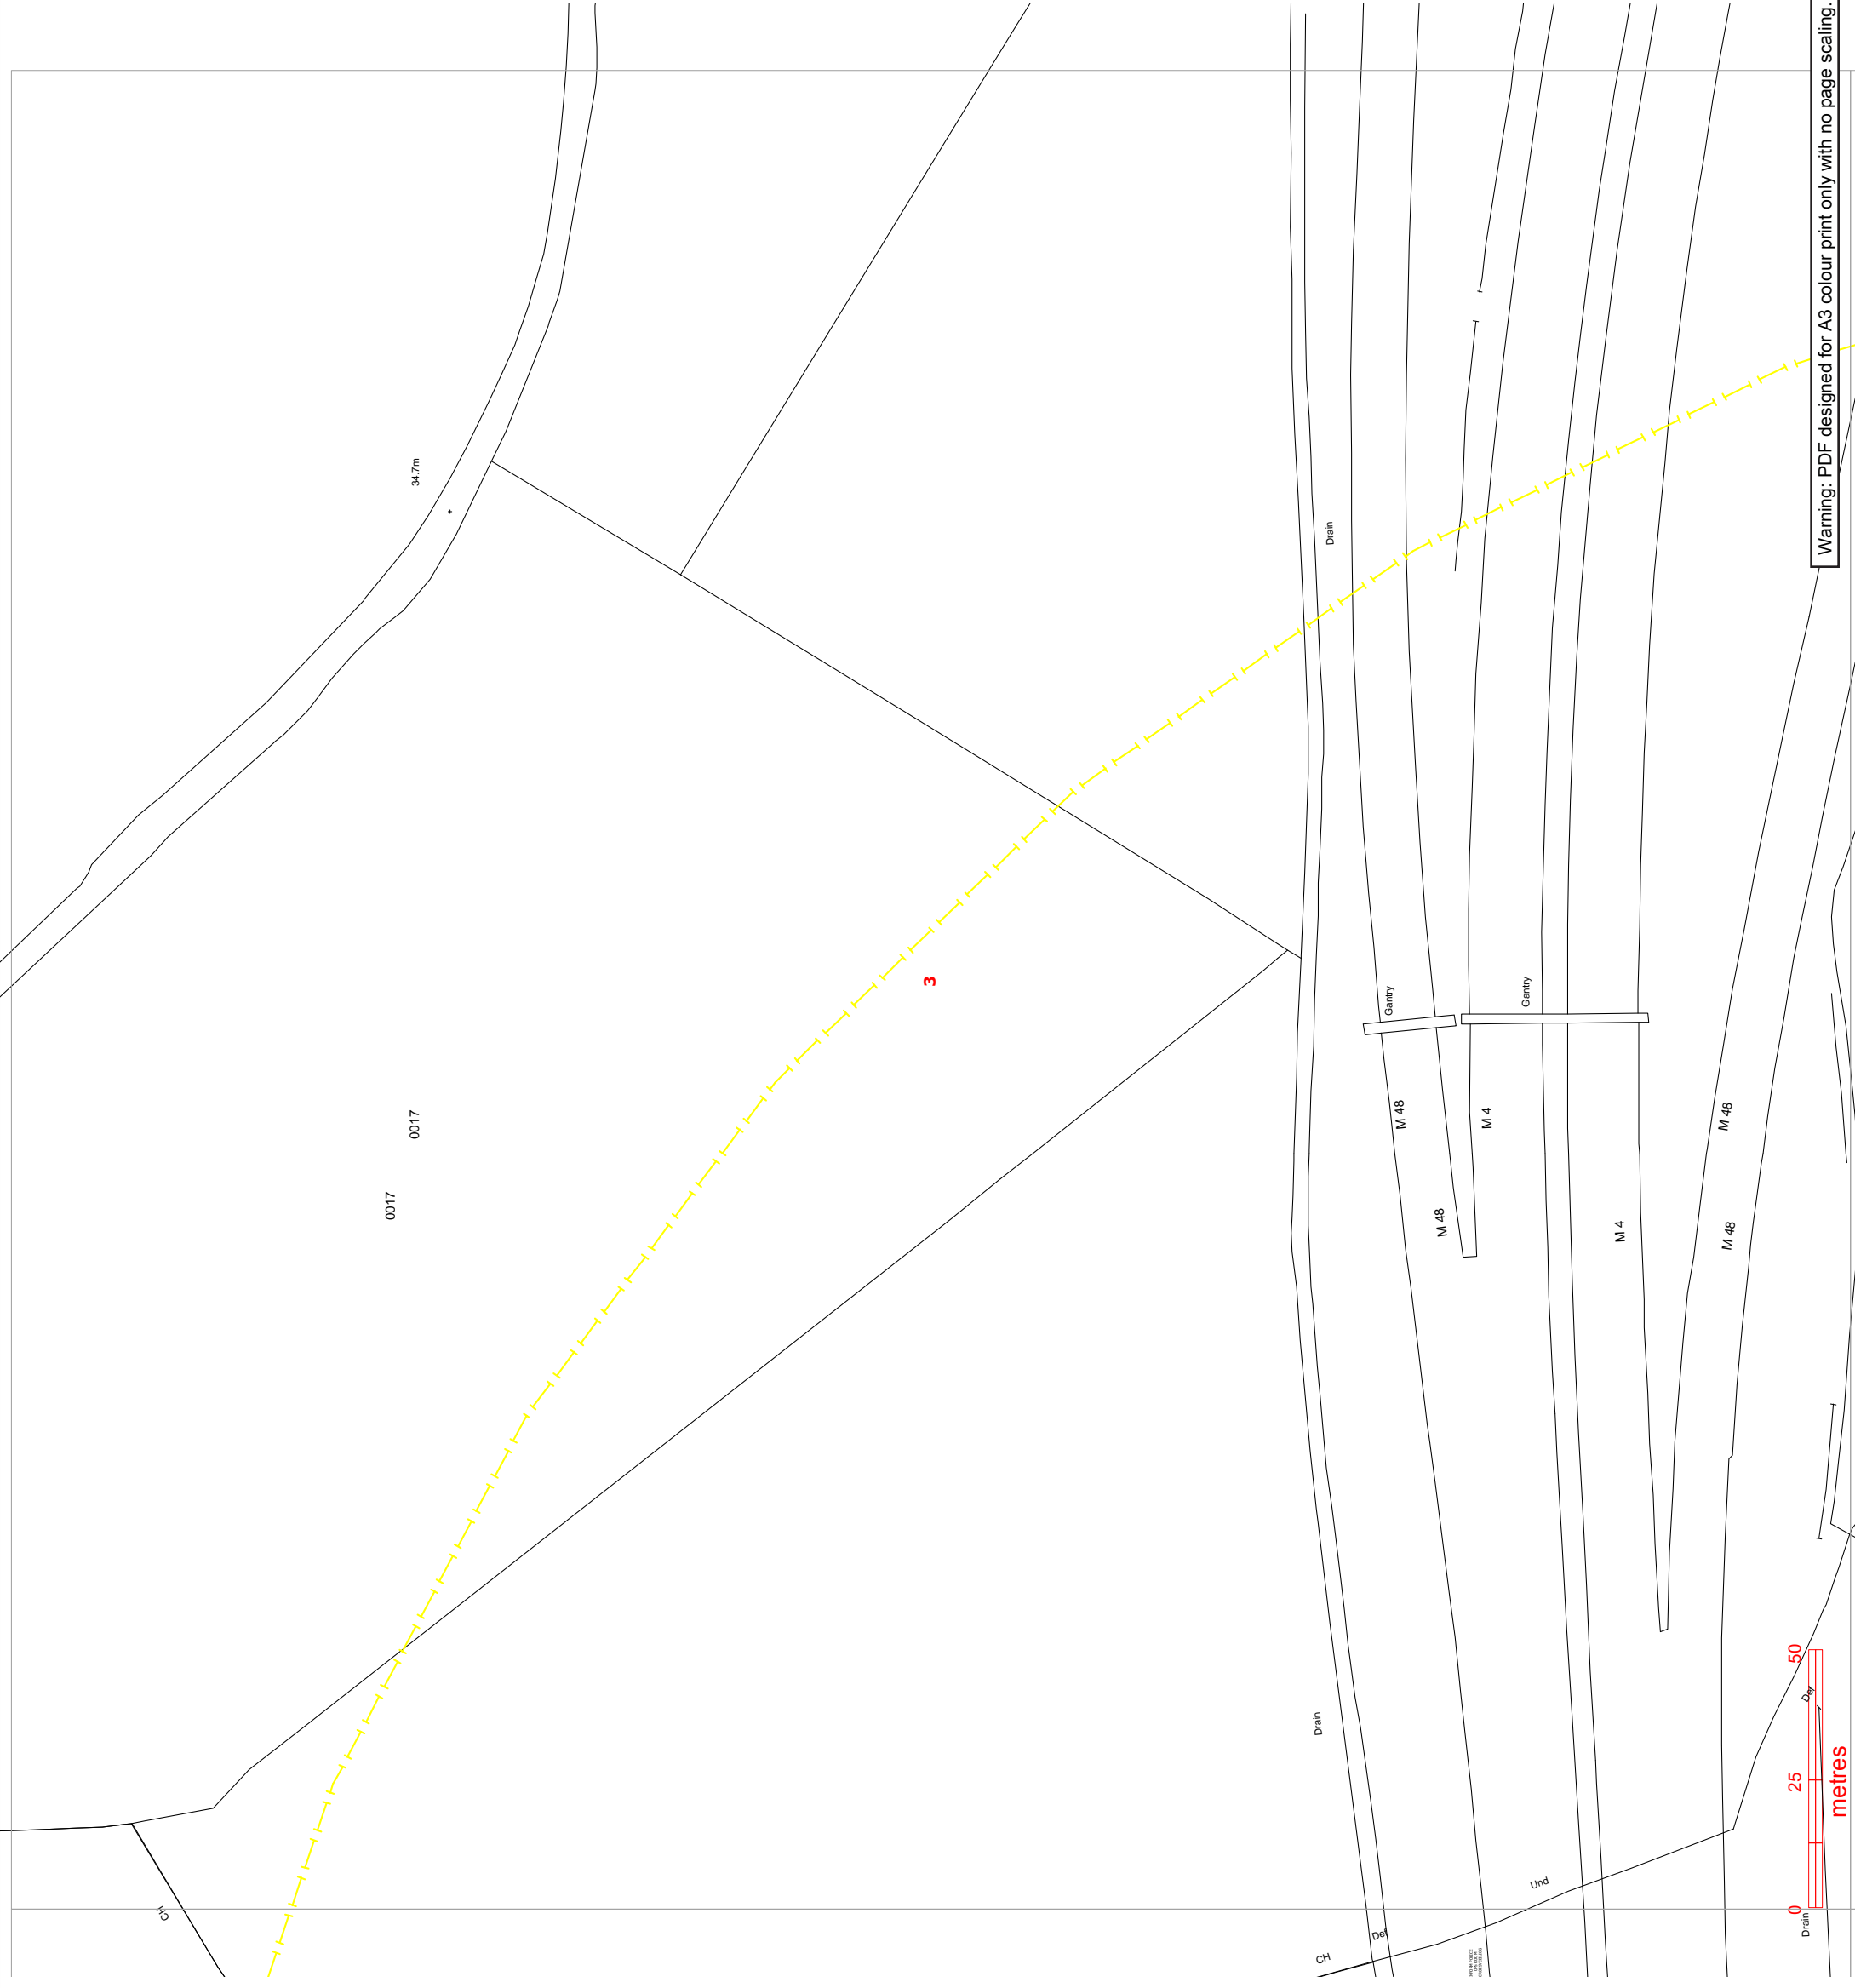 Warning: PDF designed for A3 colour print only with no page scaling.
34.7m
Drain
3
Gantry
Gantry
0017
0017
M 48
M 4
M 48
M 48
M 4
M 48
Drain
Def
50
25
0
metres
Und
CH
Def
CH
Drain